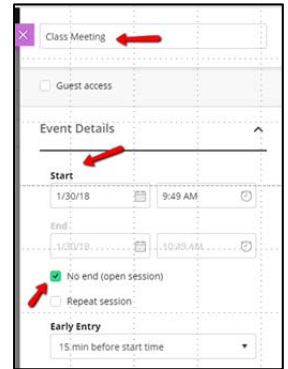 Class Meeting
Guest access
Event Details
Start
1/30/18 9:49 AM
End
1/30/18 10:49 AM
No end (open session)
Repeat session
Early Entry
15 min before start time